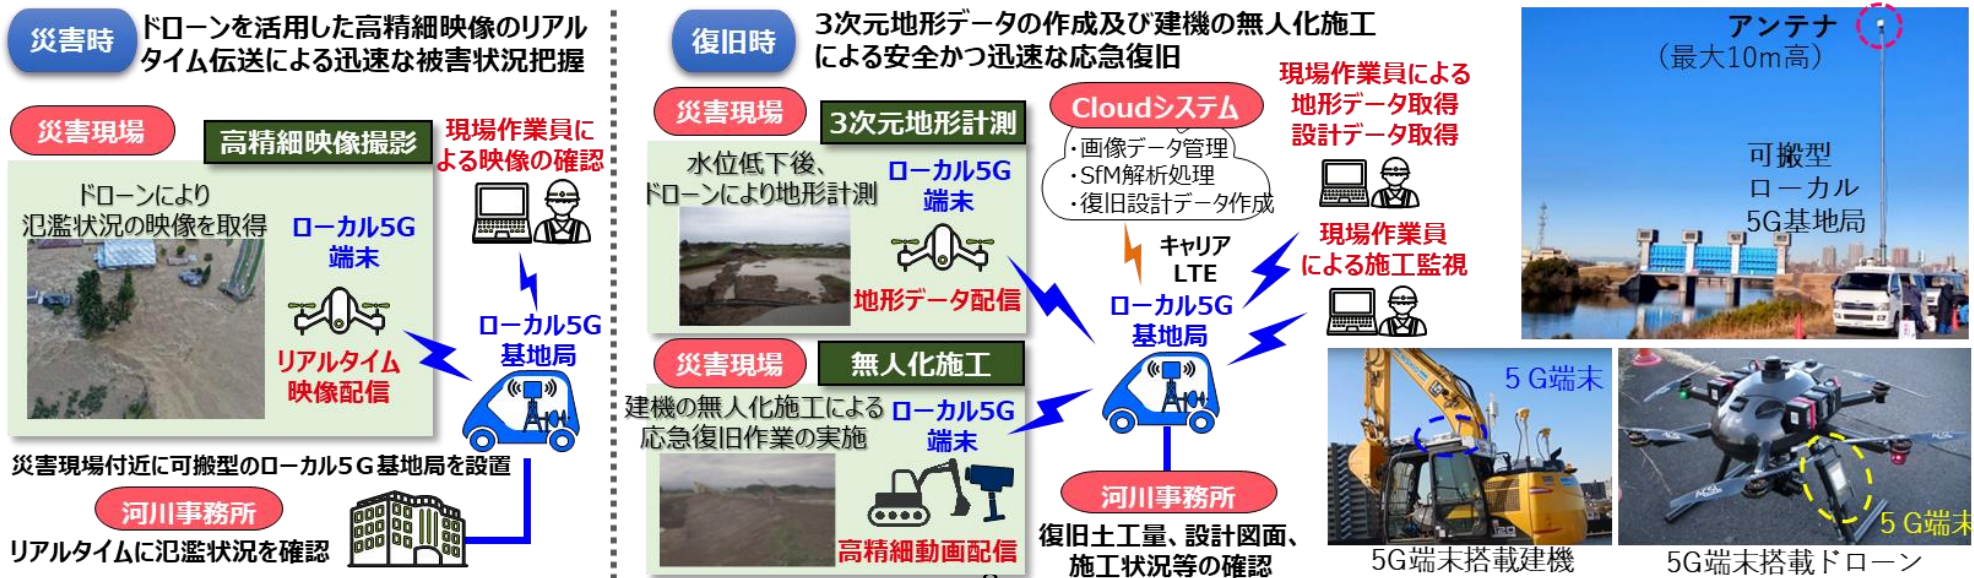 災害時
ドローンを活用した高精細映像のリアル
タイム伝送による迅速な被害状況把握
災害現場
高精細映像撮影
現場作業員に
よる映像の確認
ドローンにより
氾濫状況の映像を取得
ローカル5G
端末
リアルタイム
映像配信
ローカル5G
基地局
災害現場付近に可搬型のローカル5G基地局を設置
河川事務所
リアルタイムに氾濫状況を確認
復旧時
3次元地形データの作成及び建機の無人化施工
による安全かつ迅速な応急復旧
災害現場
3次元地形計測
水位低下後、
ドローンにより地形計測
ローカル5G
端末
地形データ配信
Cloudシステム
・画像データ管理
・SfM解析処理
・復旧設計データ作成
キャリア
LTE
現場作業員による
地形データ取得
設計データ取得
現場作業員
による施工監視
ローカル5G
基地局
災害現場
無人化施工
建機の無人化施工による
応急復旧作業の実施
ローカル5G
端末
高精細動画配信
河川事務所
復旧土工量、設計図面、
施工状況等の確認
アンテナ
（最大10m高）
可搬型
ローカル
5G基地局
5G端末
5G端末搭載建機
ACSL
5G端末
5G端末搭載ドローン